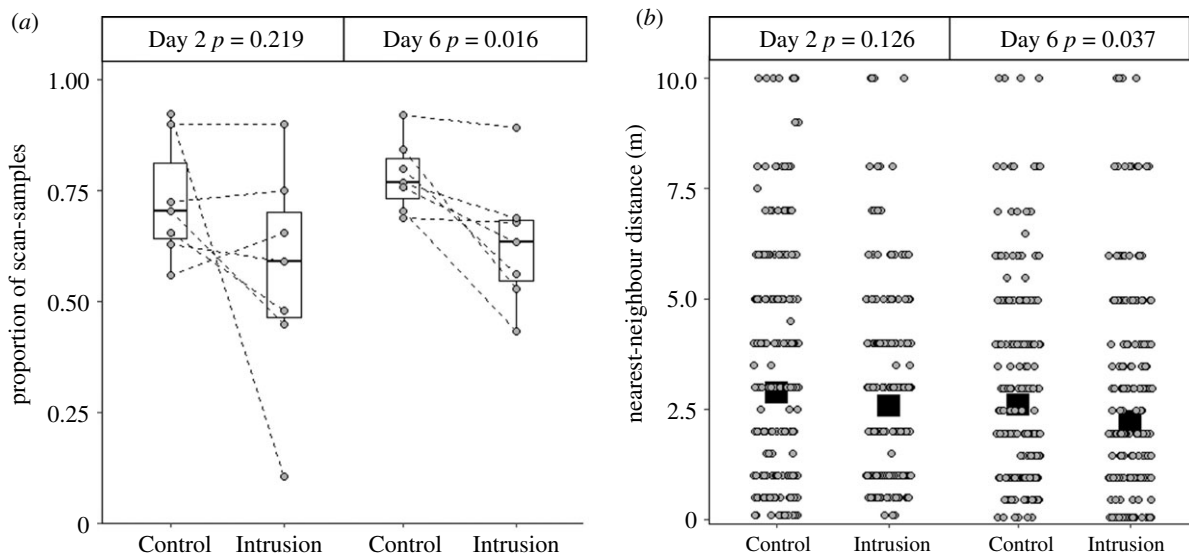 (a)
Day 2 p = 0.219
Day 6 p = 0.016
proportion of scan-samples
1.00
0.75
0.50
0.25
0
Control
Intrusion
Control
Intrusion
(b)
Day 2 p = 0.126
Day 6 p = 0.037
nearest-neighbour distance (m)
10.0
7.5
5.0
2.5
0
Control
Intrusion
Control
Intrusion